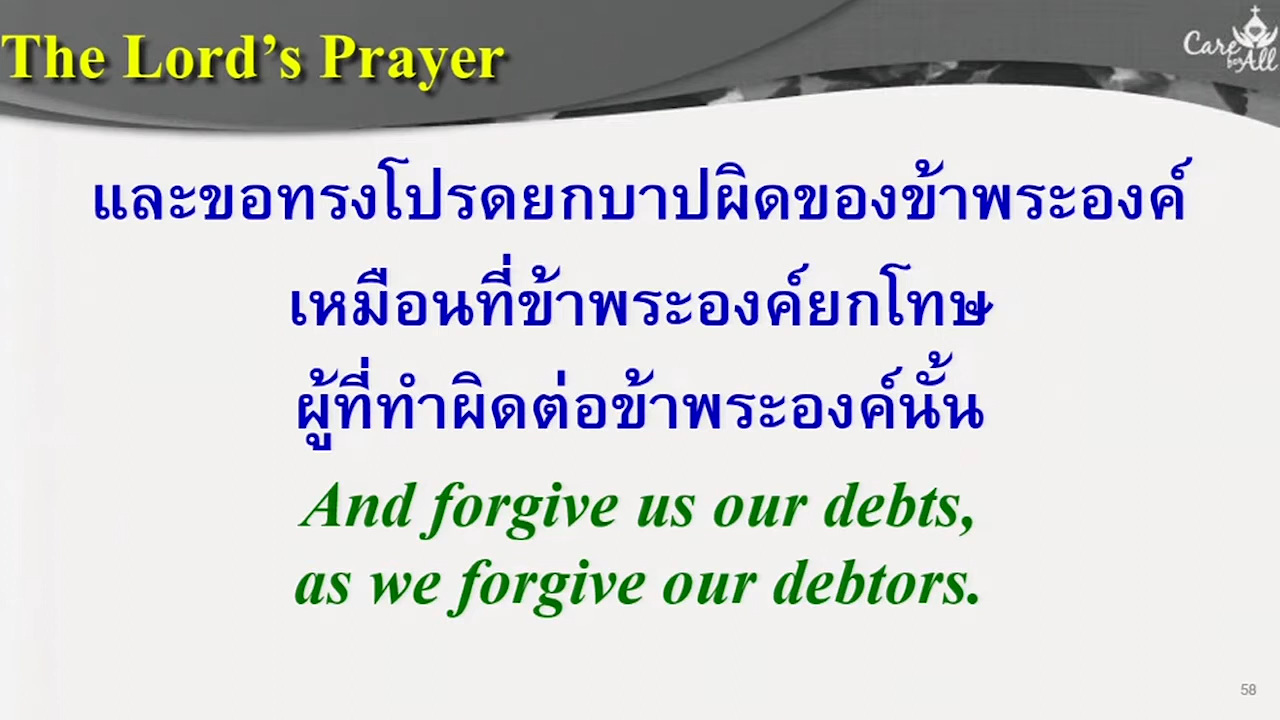 The Lord’s Prayer
Care
for All
และขอทรงโปรดยกบาปผิดของข้าพระองค์
เหมือนที่ข้าพระองค์ยกโทษ
ผู้ที่ทำผิดต่อข้าพระองค์นั้น
And forgive us our debts,
as we forgive our debtors.
58